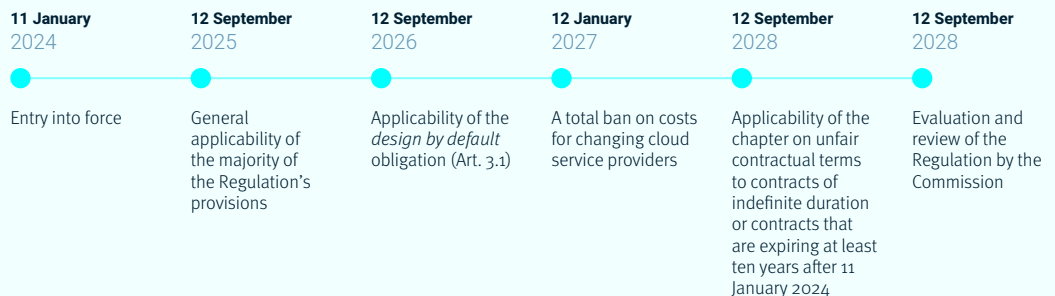 11 January
2024
Entry into force
12 September
2025
General
applicability of
the majority of
the Regulation's
provisions
12 September
2026
Applicability of the
design by default
obligation (Art. 3.1)
12 January
2027
A total ban on costs
for changing cloud
service providers
12 September
2028
Applicability of the
chapter on unfair
contractual terms
to contracts of
indefinite duration
or contracts that
are expiring at least
ten years after 11
January 2024
12 September
2028
Evaluation and
review of the
Regulation by the
Commission